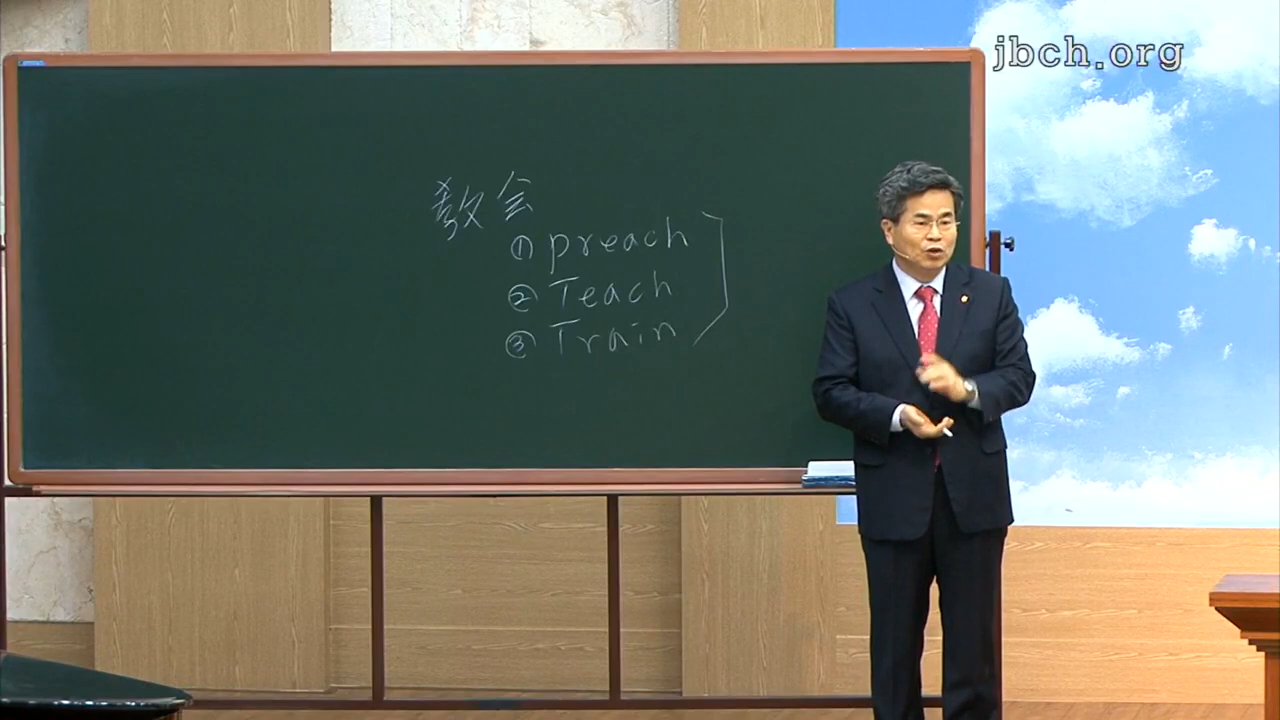 jbch.org
教会
① preach
② Teach
③ Train